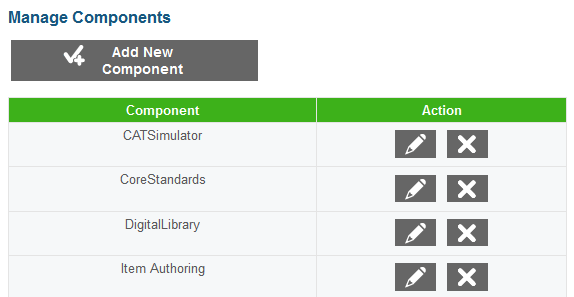 Manage Components
Add New
Component
Component Action
CATSimulator
CoreStandards
DigitalLibrary
Item Authoring